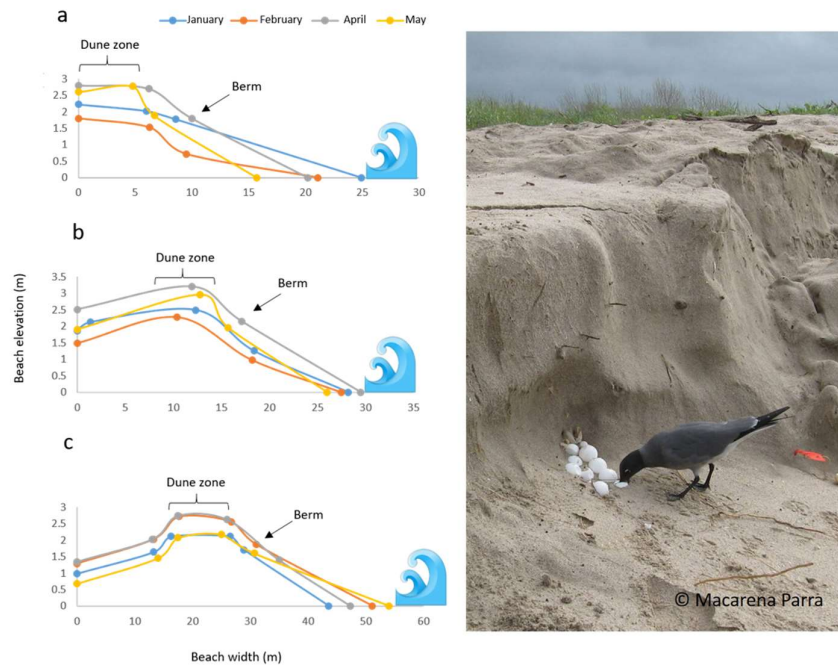 a
January February April May
Dune zone
Berm
3
2.5
2
1.5
1
0.5
0
0 5 10 15 20 25 30
b
Dune zone
Berm
3.5
3
2.5
2
1.5
1
0.5
0
0 5 10 15 20 25 30 35
Beach elevation (m)
c
Dune zone
Berm
3
2.5
2
1.5
1
0.5
0
0 10 20 30 40 50 60
Beach width (m)
© Macarena Parra